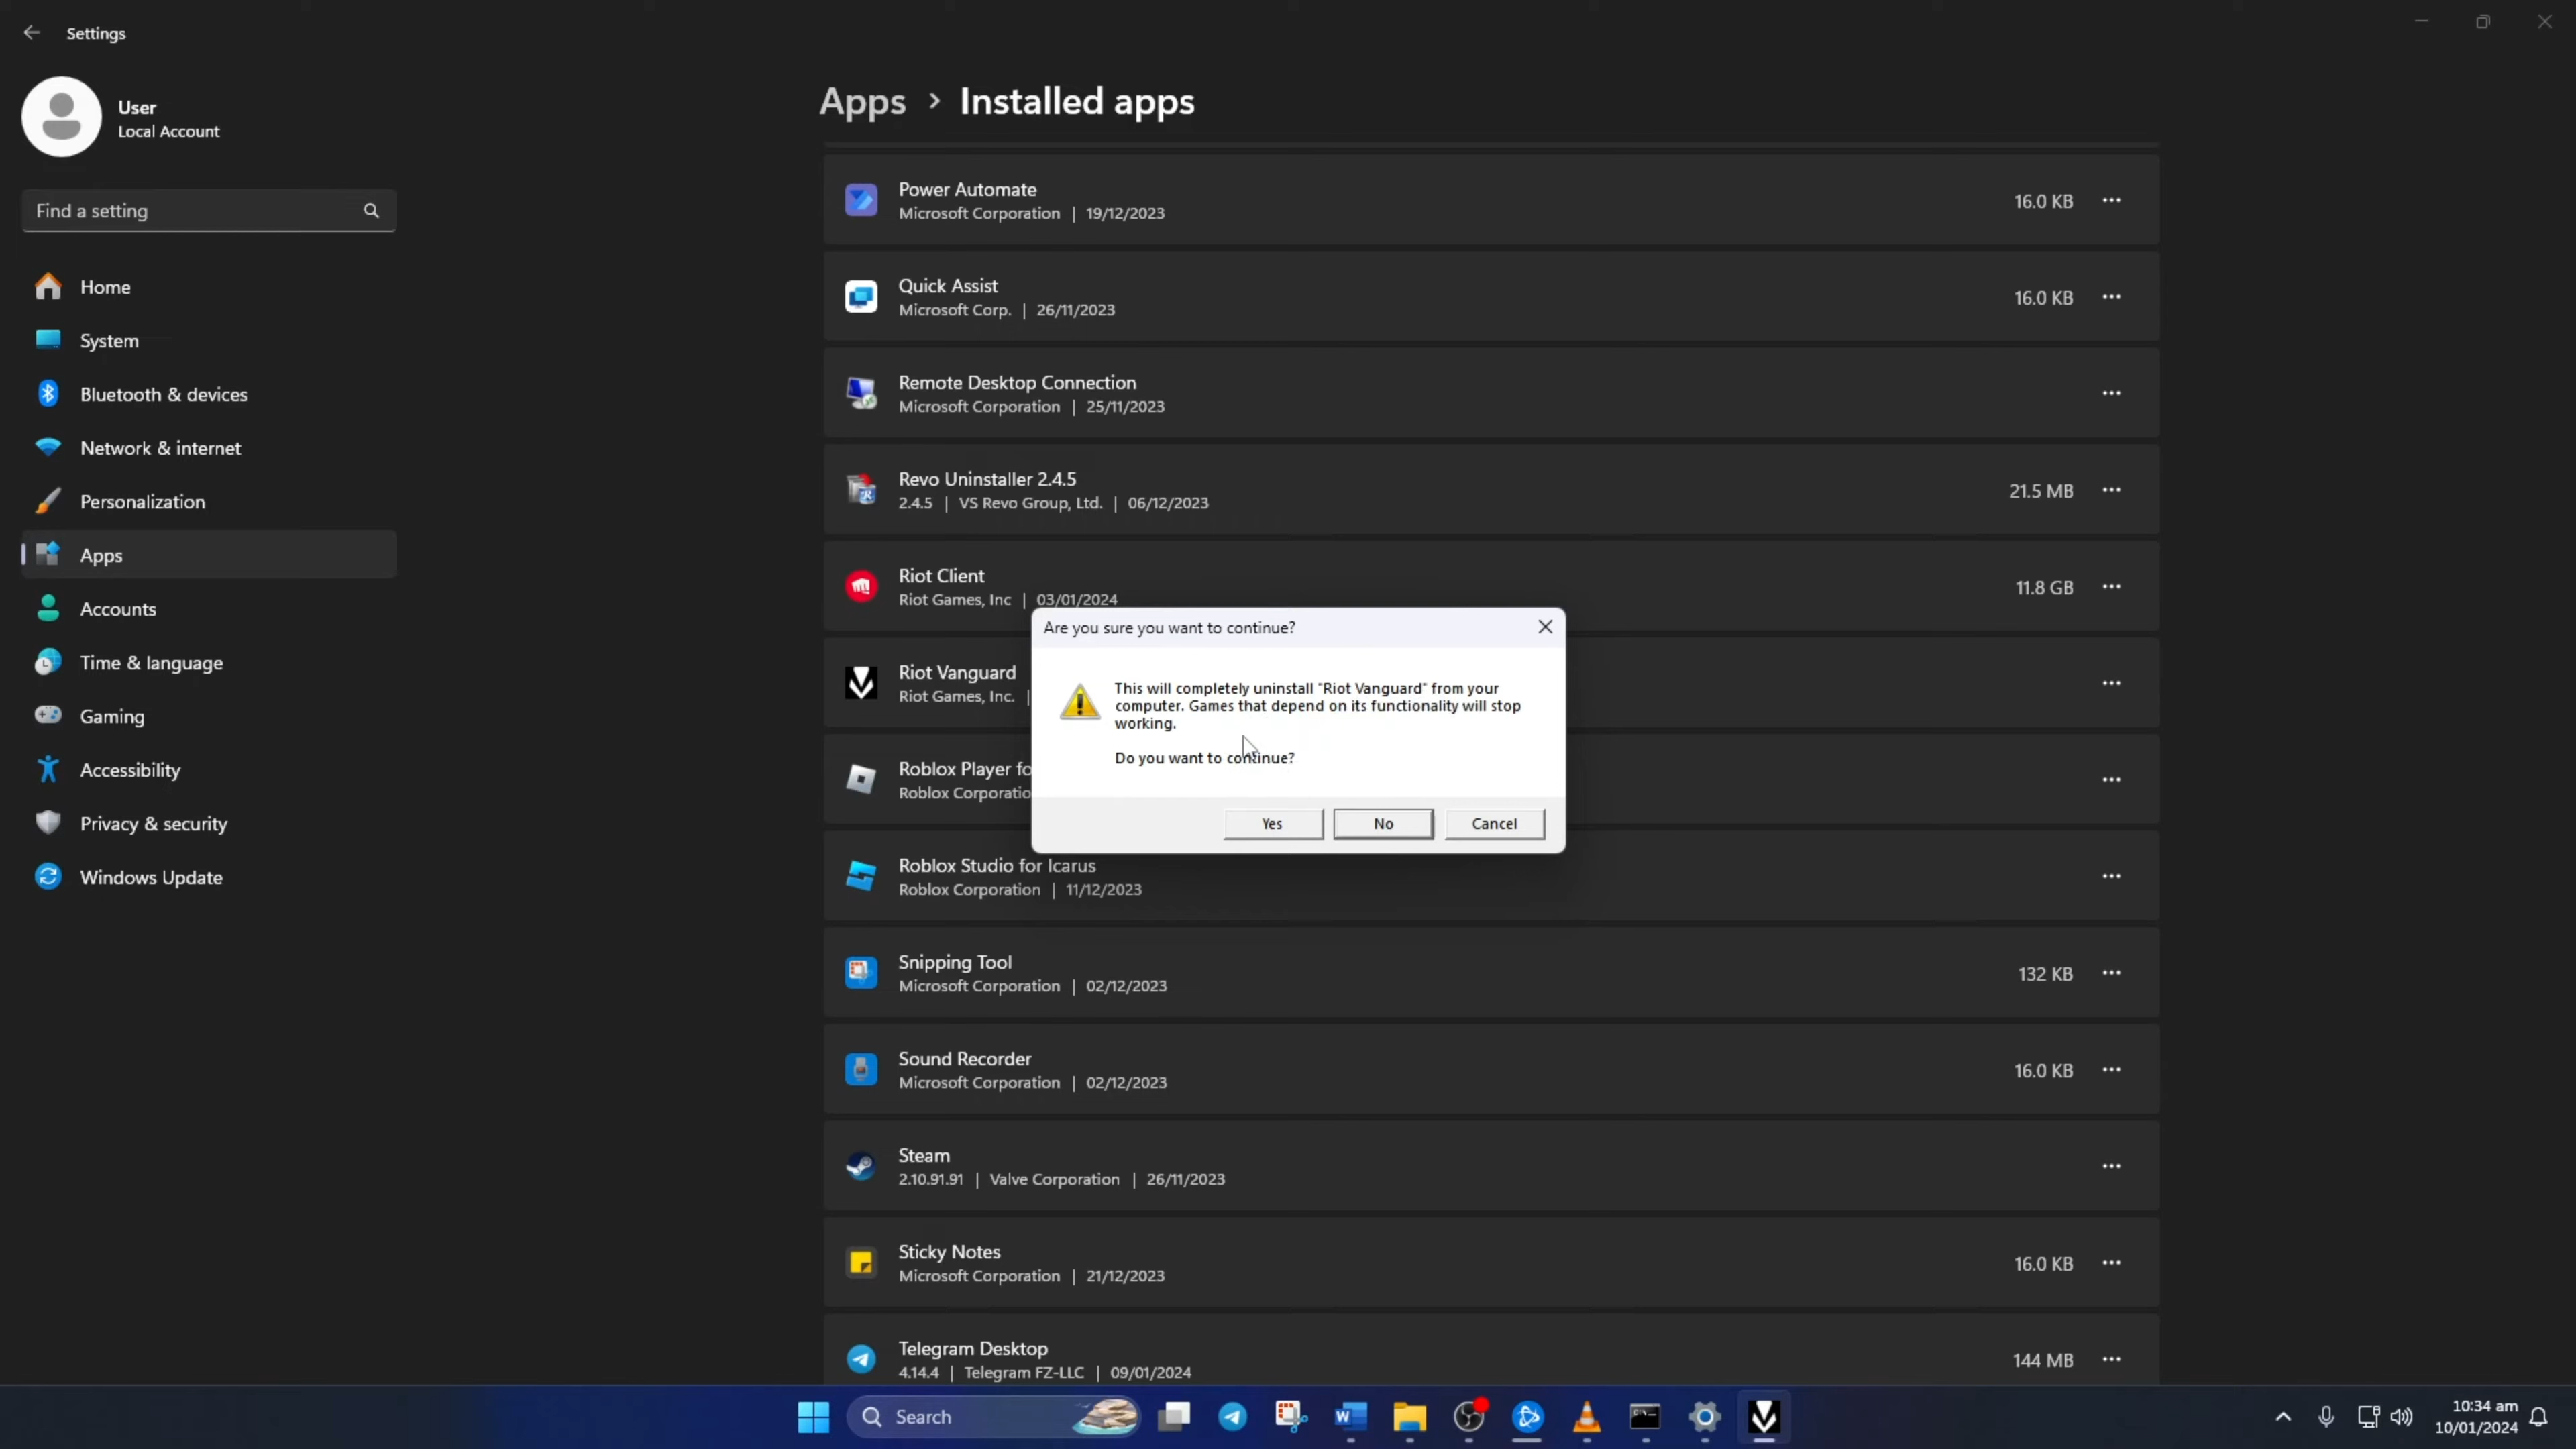 Settings
User
Local Account
Find a setting
Home
System
Bluetooth & devices
Network & internet
Personalization
Apps
Accounts
Time & language
Gaming
Accessibility
Privacy & security
Windows Update
Apps > Installed apps
Power Automate
Microsoft Corporation | 19/12/2023
16.0 KB
Quick Assist
Microsoft Corp. | 26/11/2023
16.0 KB
Remote Desktop Connection
Microsoft Corporation | 25/11/2023
Revo Uninstaller 2.4.5
2.4.5 | VS Revo Group, Ltd. | 06/12/2023
21.5 MB
Riot Client
Riot Games, Inc | 03/01/2024
11.8 GB
Riot Vanguard
Riot Games, Inc. |
Are you sure you want to continue?
This will completely uninstall "Riot Vanguard" from your
computer. Games that depend on its functionality will stop
working.
Do you want to continue?
Yes
No
Cancel
Roblox Player fo
Roblox Corporatio
Roblox Studio for Icarus
Roblox Corporation | 11/12/2023
Snipping Tool
Microsoft Corporation | 02/12/2023
132 KB
Sound Recorder
Microsoft Corporation | 02/12/2023
16.0 KB
Steam
2.10.91.91 | Valve Corporation | 26/11/2023
Sticky Notes
Microsoft Corporation | 21/12/2023
16.0 KB
Telegram Desktop
4.14.4 | Telegram FZ-LLC | 09/01/2024
144 MB
Search
10:34 am
10/01/2024